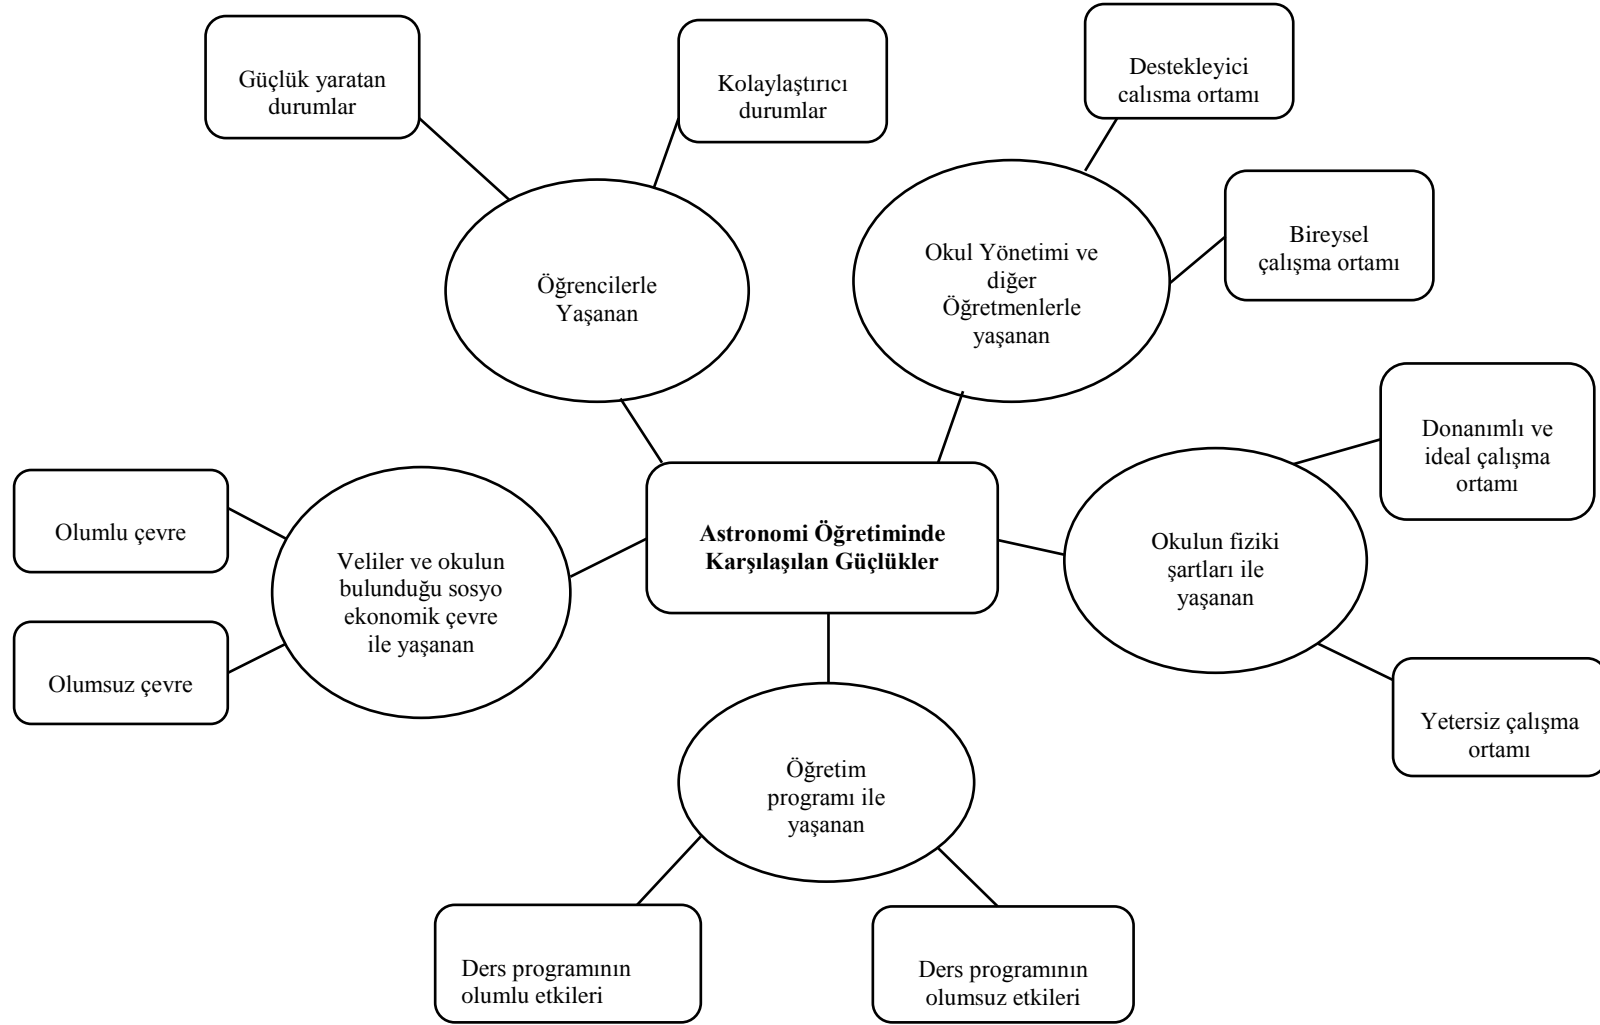 Güçlük yaratan
durumlar
Kolaylaştırıcı
durumlar
Destekleyici
calısma ortamı
Bireysel
çalışma ortamı
Öğrencilerle
Yaşanan
Okul Yönetimi ve
diğer
Öğretmenlerle
yaşanan
Donanımlı ve
ideal çalışma
ortamı
Astronomi Öğretiminde
Karşılaşılan Güçlükler
Olumlu çevre
Olumsuz çevre
Veliler ve okulun
bulunduğu sosyo
ekonomik çevre
ile yaşanan
Okulun fiziki
şartları ile
yaşanan
Yetersiz çalışma
ortamı
Öğretim
programı ile
yaşanan
Ders programının
olumlu etkileri
Ders programının
olumsuz etkileri